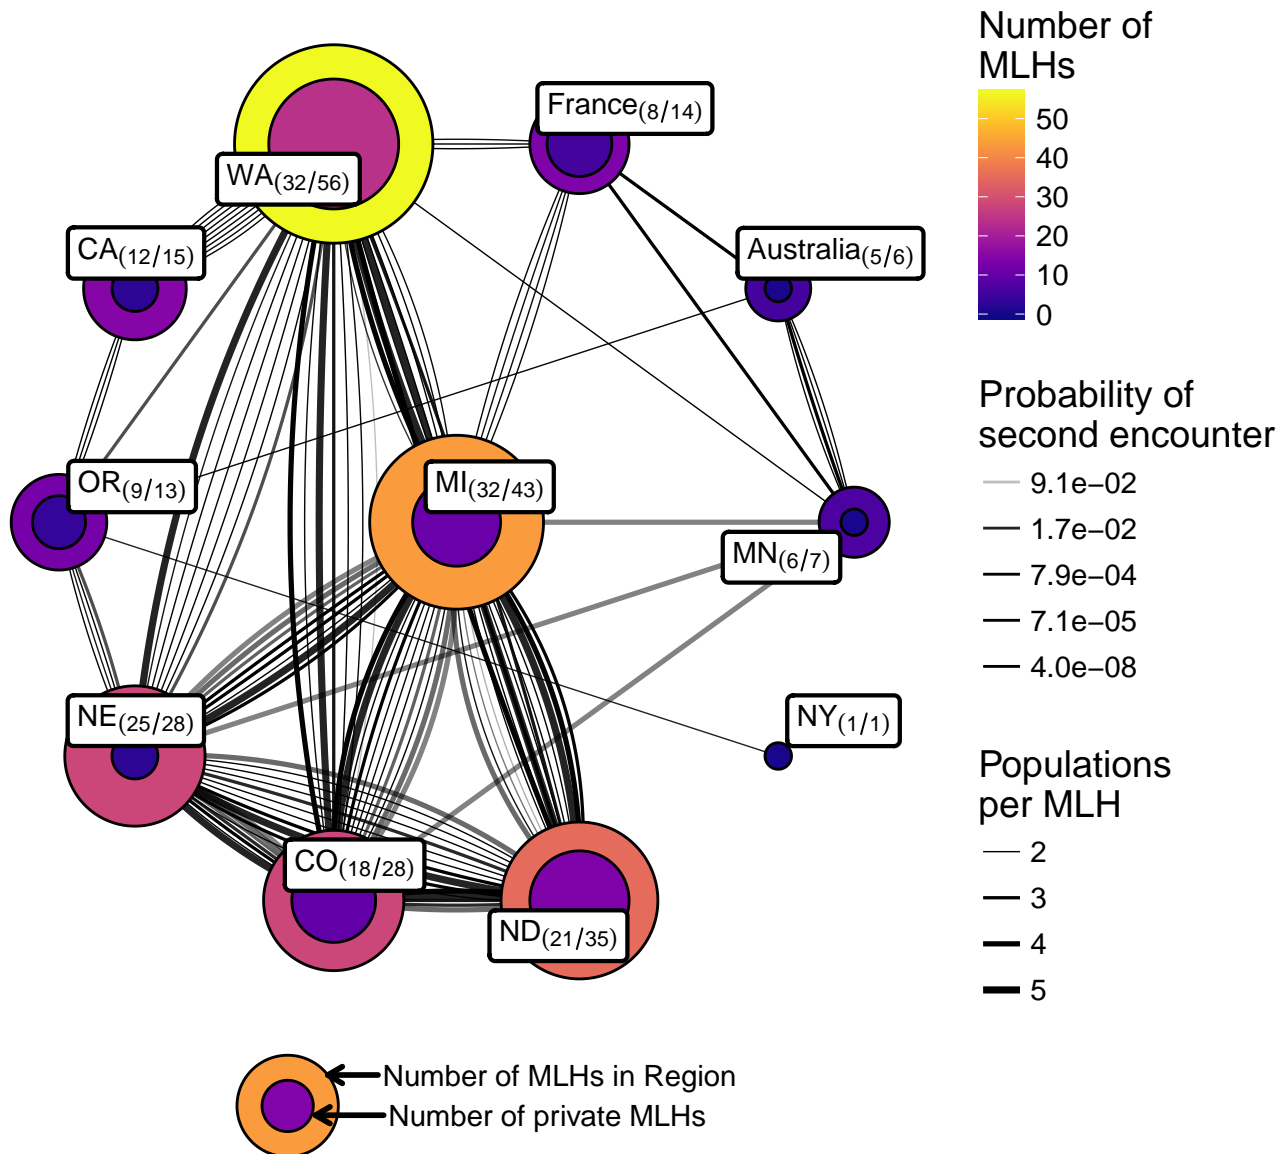 Number of
MLHs
50
40
30
20
10
0
France(8/14)
WA(32/56)
CA(12/15)
Australia(5/6)
Probability of
second encounter
9.1e−02
1.7e−02
7.9e−04
7.1e−05
4.0e−08
OR(9/13)
MI(32/43)
MN(6/7)
NE(25/28)
NY(1/1)
Populations
per MLH
2
3
4
5
CO(18/28)
ND(21/35)
Number of MLHs in Region
Number of private MLHs